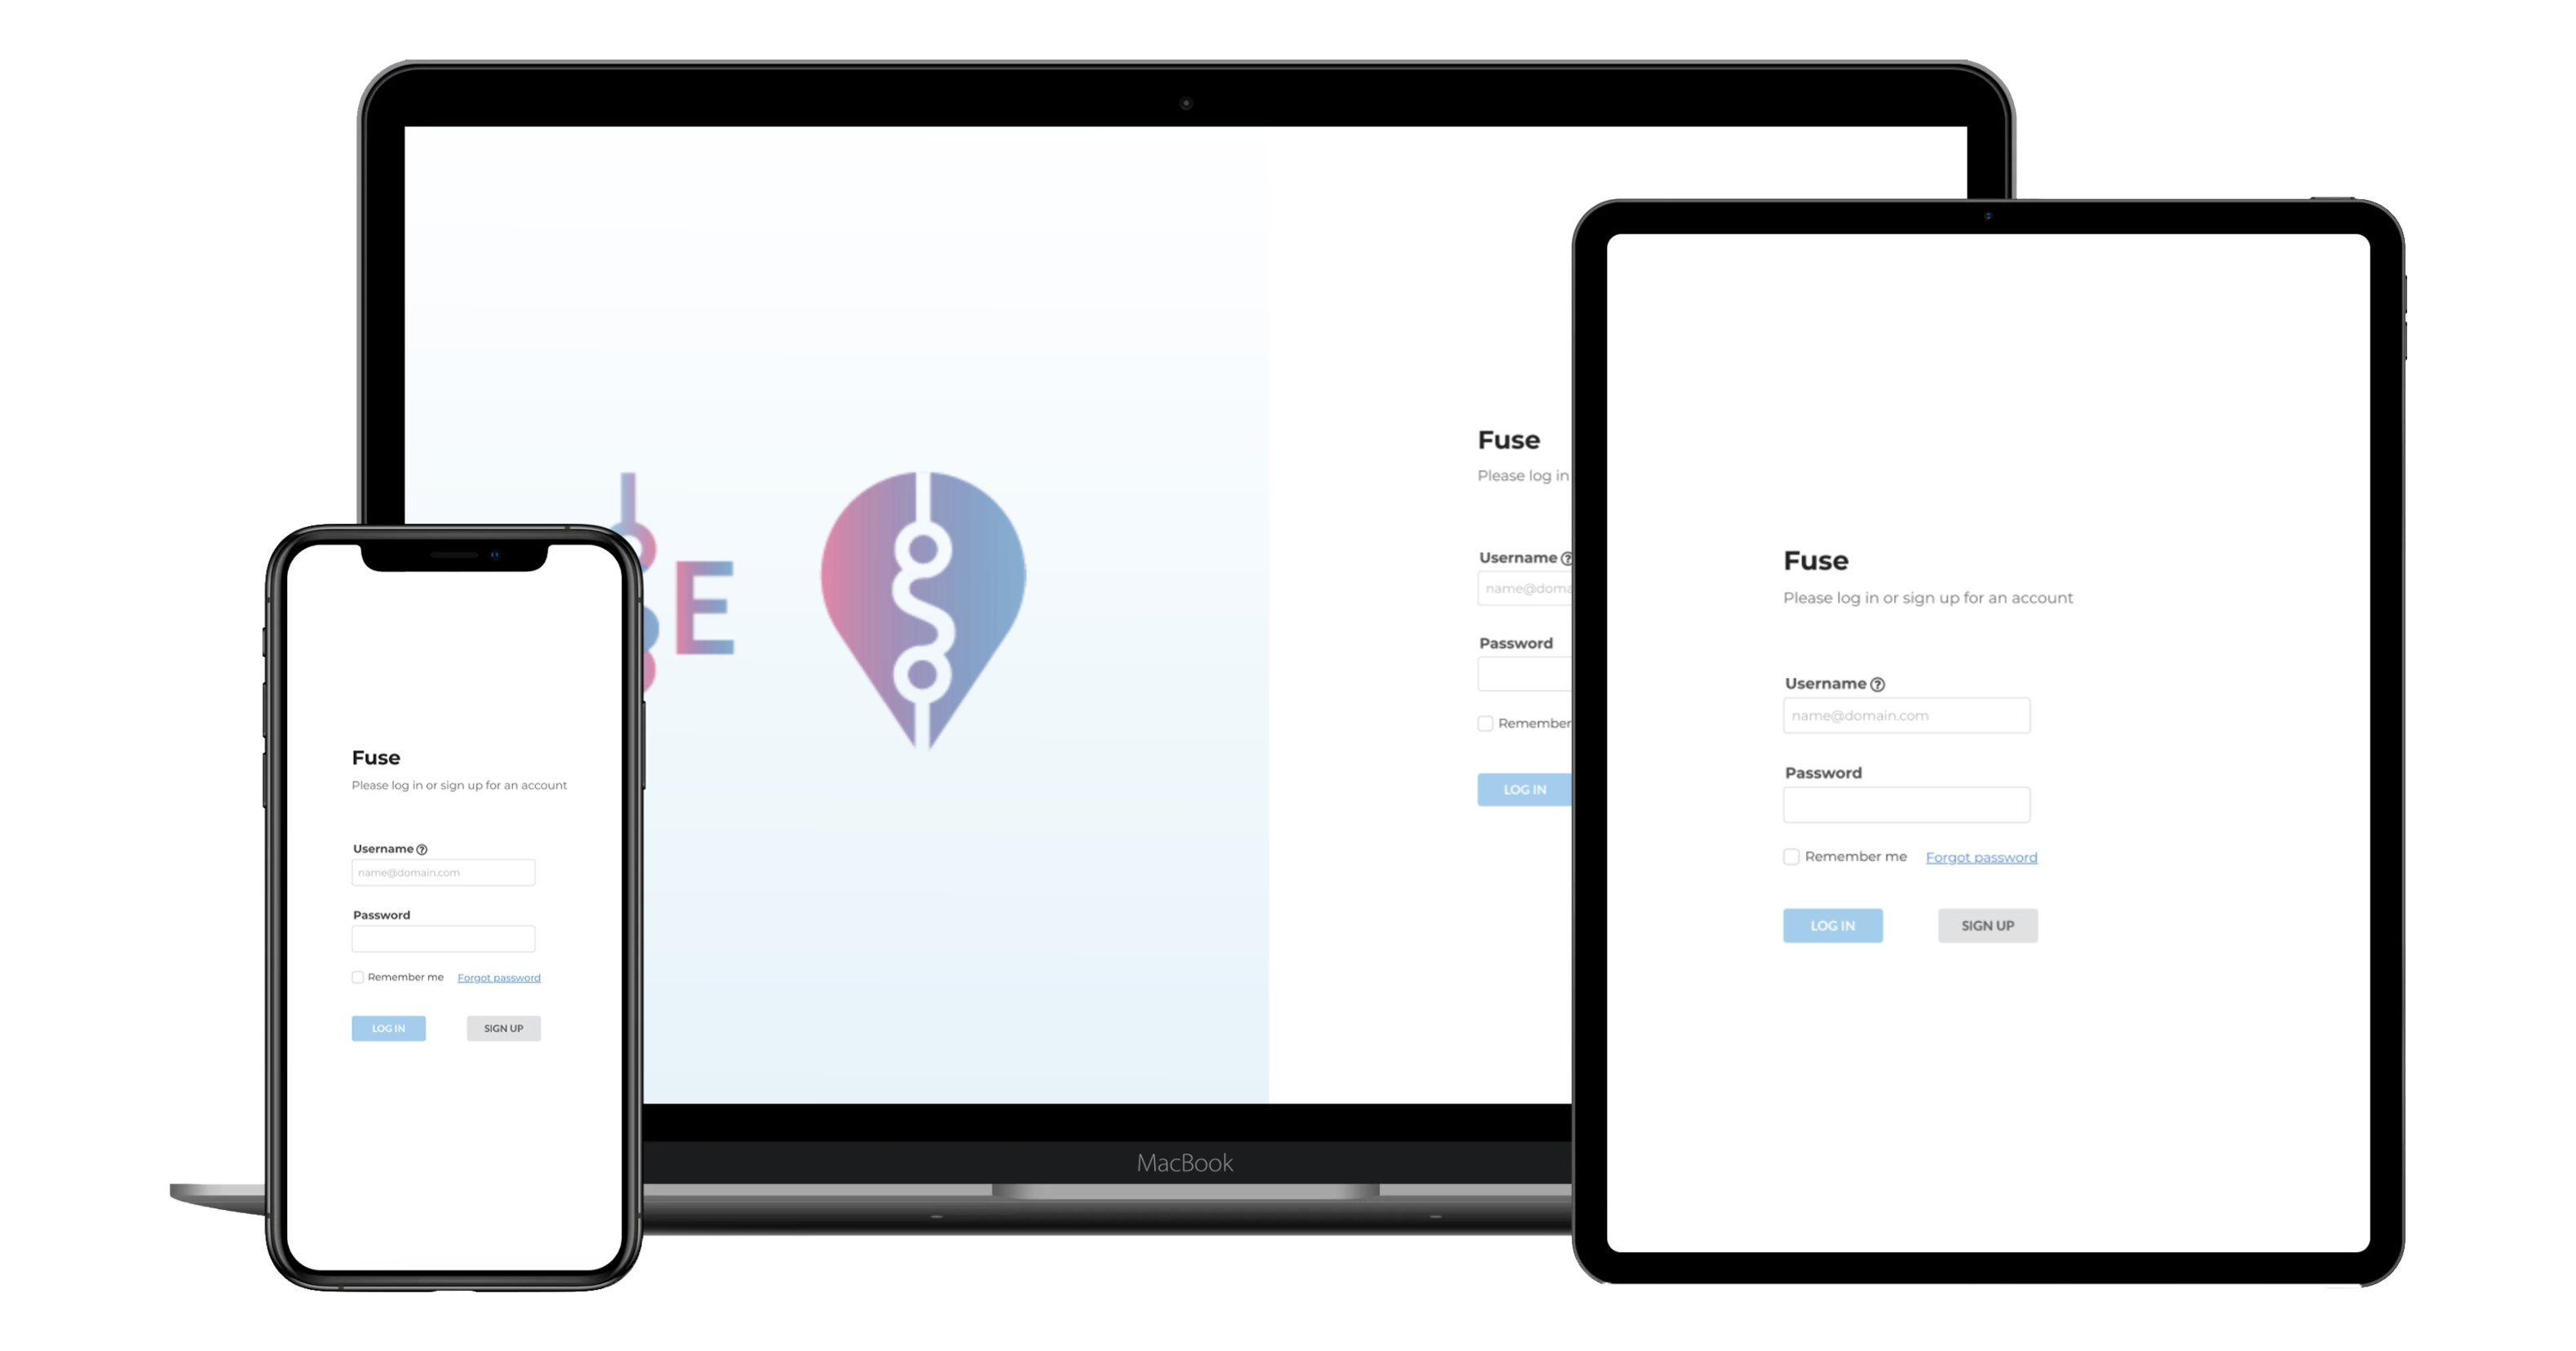 E
Fuse
Please log in
Username ?
name@doma
Password
Remember
LOG IN
MacBook
Fuse
Please log in or sign up for an account
Username ?
name@domain.com
Password
Remember me Forgot password
LOG IN SIGN UP
Fuse
Please log in or sign up for an account
Username ?
name@domain.com
Password
Remember me Forgot password
LOG IN SIGN UP